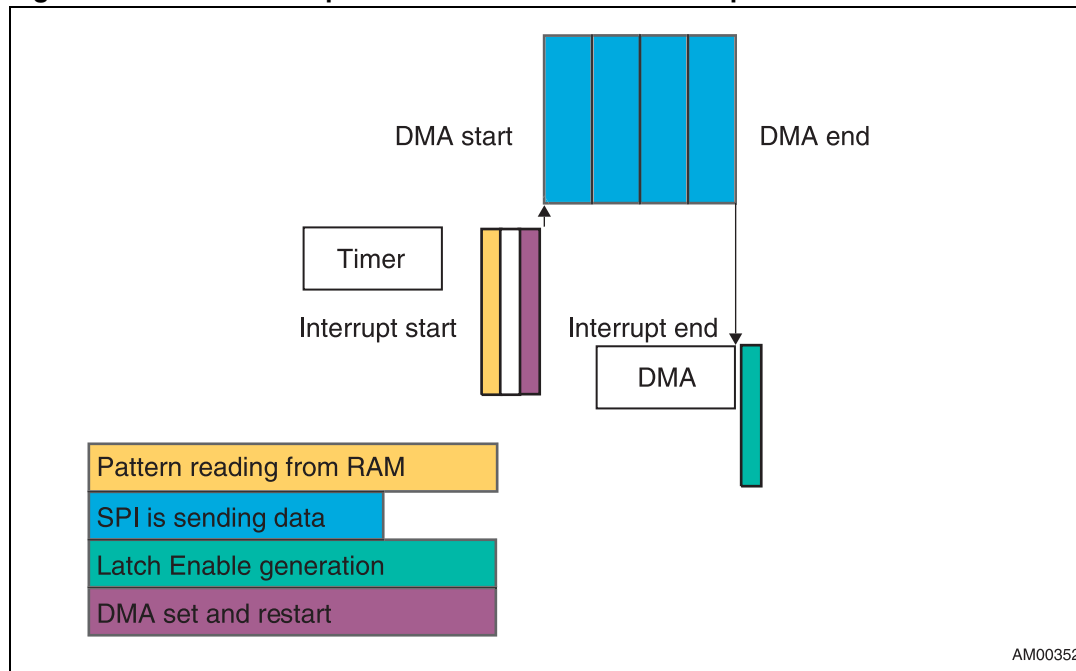 DMA start
DMA end
Timer
Interrupt start
Interrupt end
DMA
Pattern reading from RAM
SPI is sending data
Latch Enable generation
DMA set and restart
AM00352